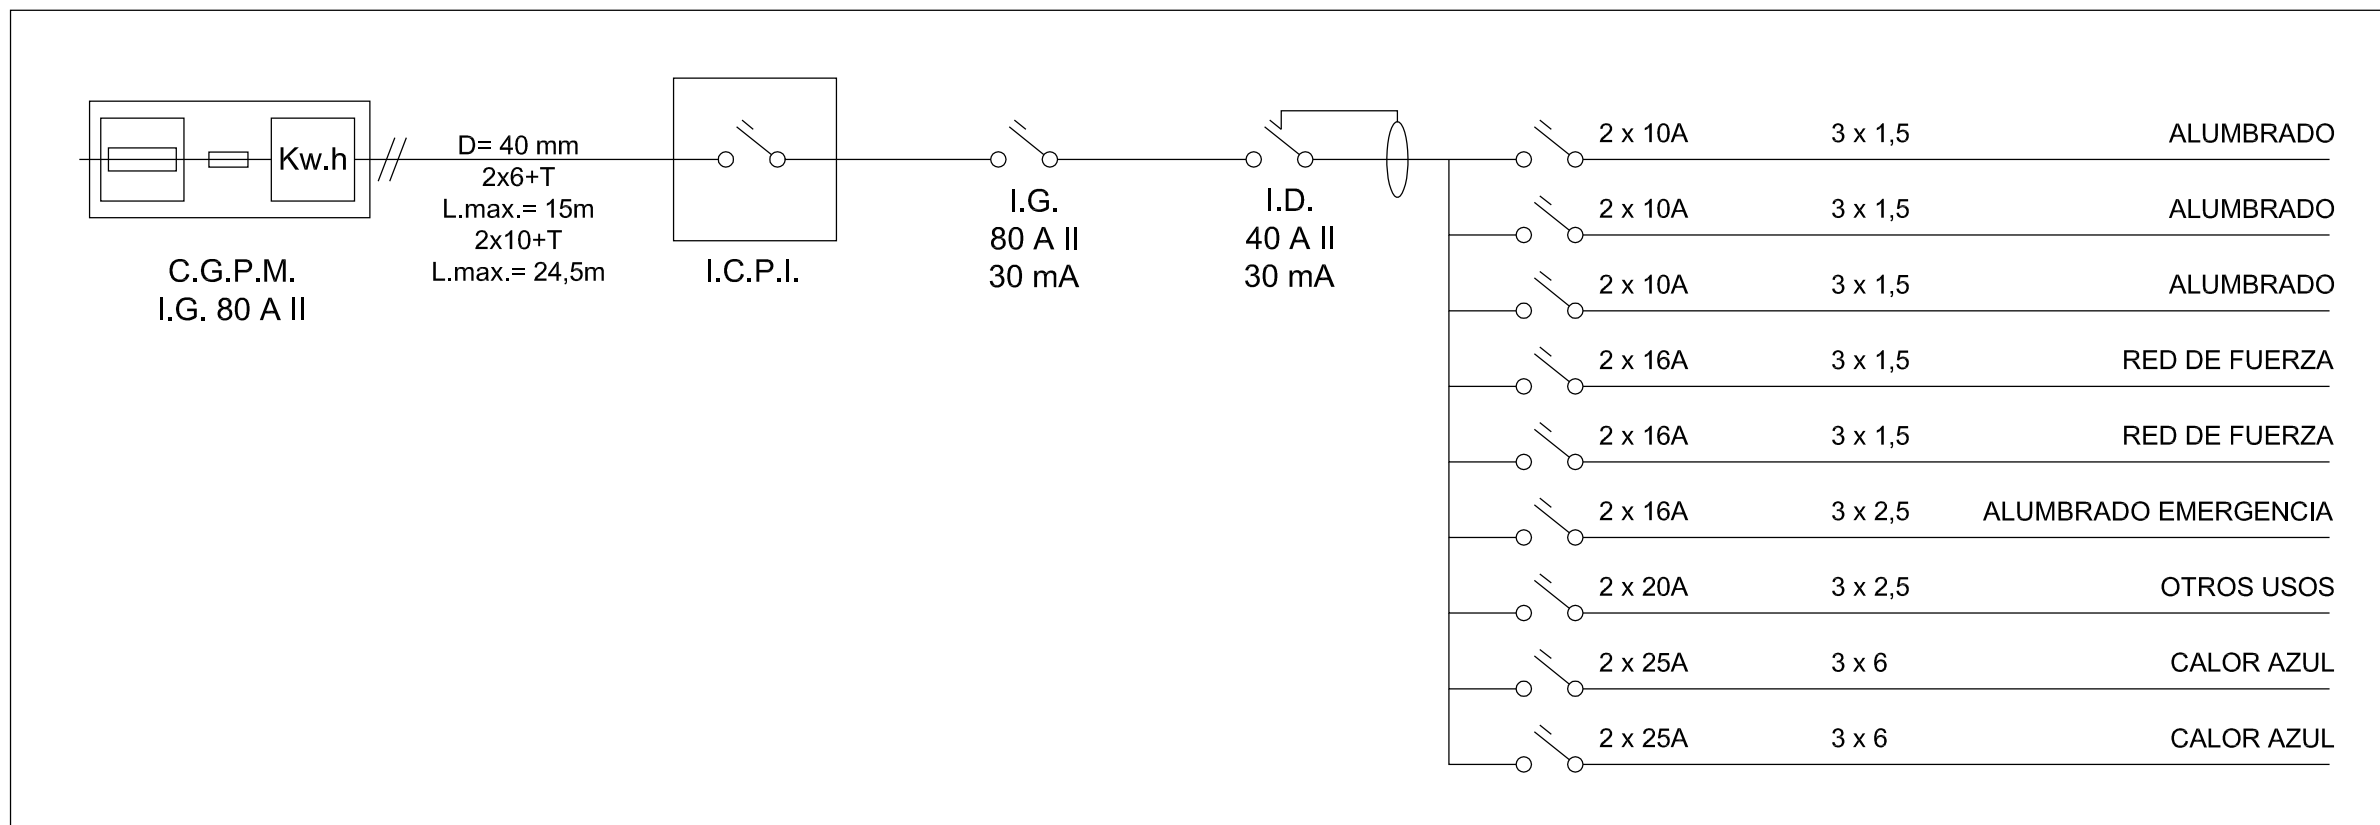 Kw.h
C.G.P.M.
I.G. 80 A II
D= 40 mm
2x6+T
L.max.= 15m
2x10+T
L.max.= 24,5m
I.C.P.I.
I.G.
80 A II
30 mA
I.D.
40 A II
30 mA
2 x 10A 3 x 1,5 ALUMBRADO
2 x 10A 3 x 1,5 ALUMBRADO
2 x 10A 3 x 1,5 ALUMBRADO
2 x 16A 3 x 1,5 RED DE FUERZA
2 x 16A 3 x 1,5 RED DE FUERZA
2 x 16A 3 x 2,5 ALUMBRADO EMERGENCIA
2 x 20A 3 x 2,5 OTROS USOS
2 x 25A 3 x 6 CALOR AZUL
2 x 25A 3 x 6 CALOR AZUL